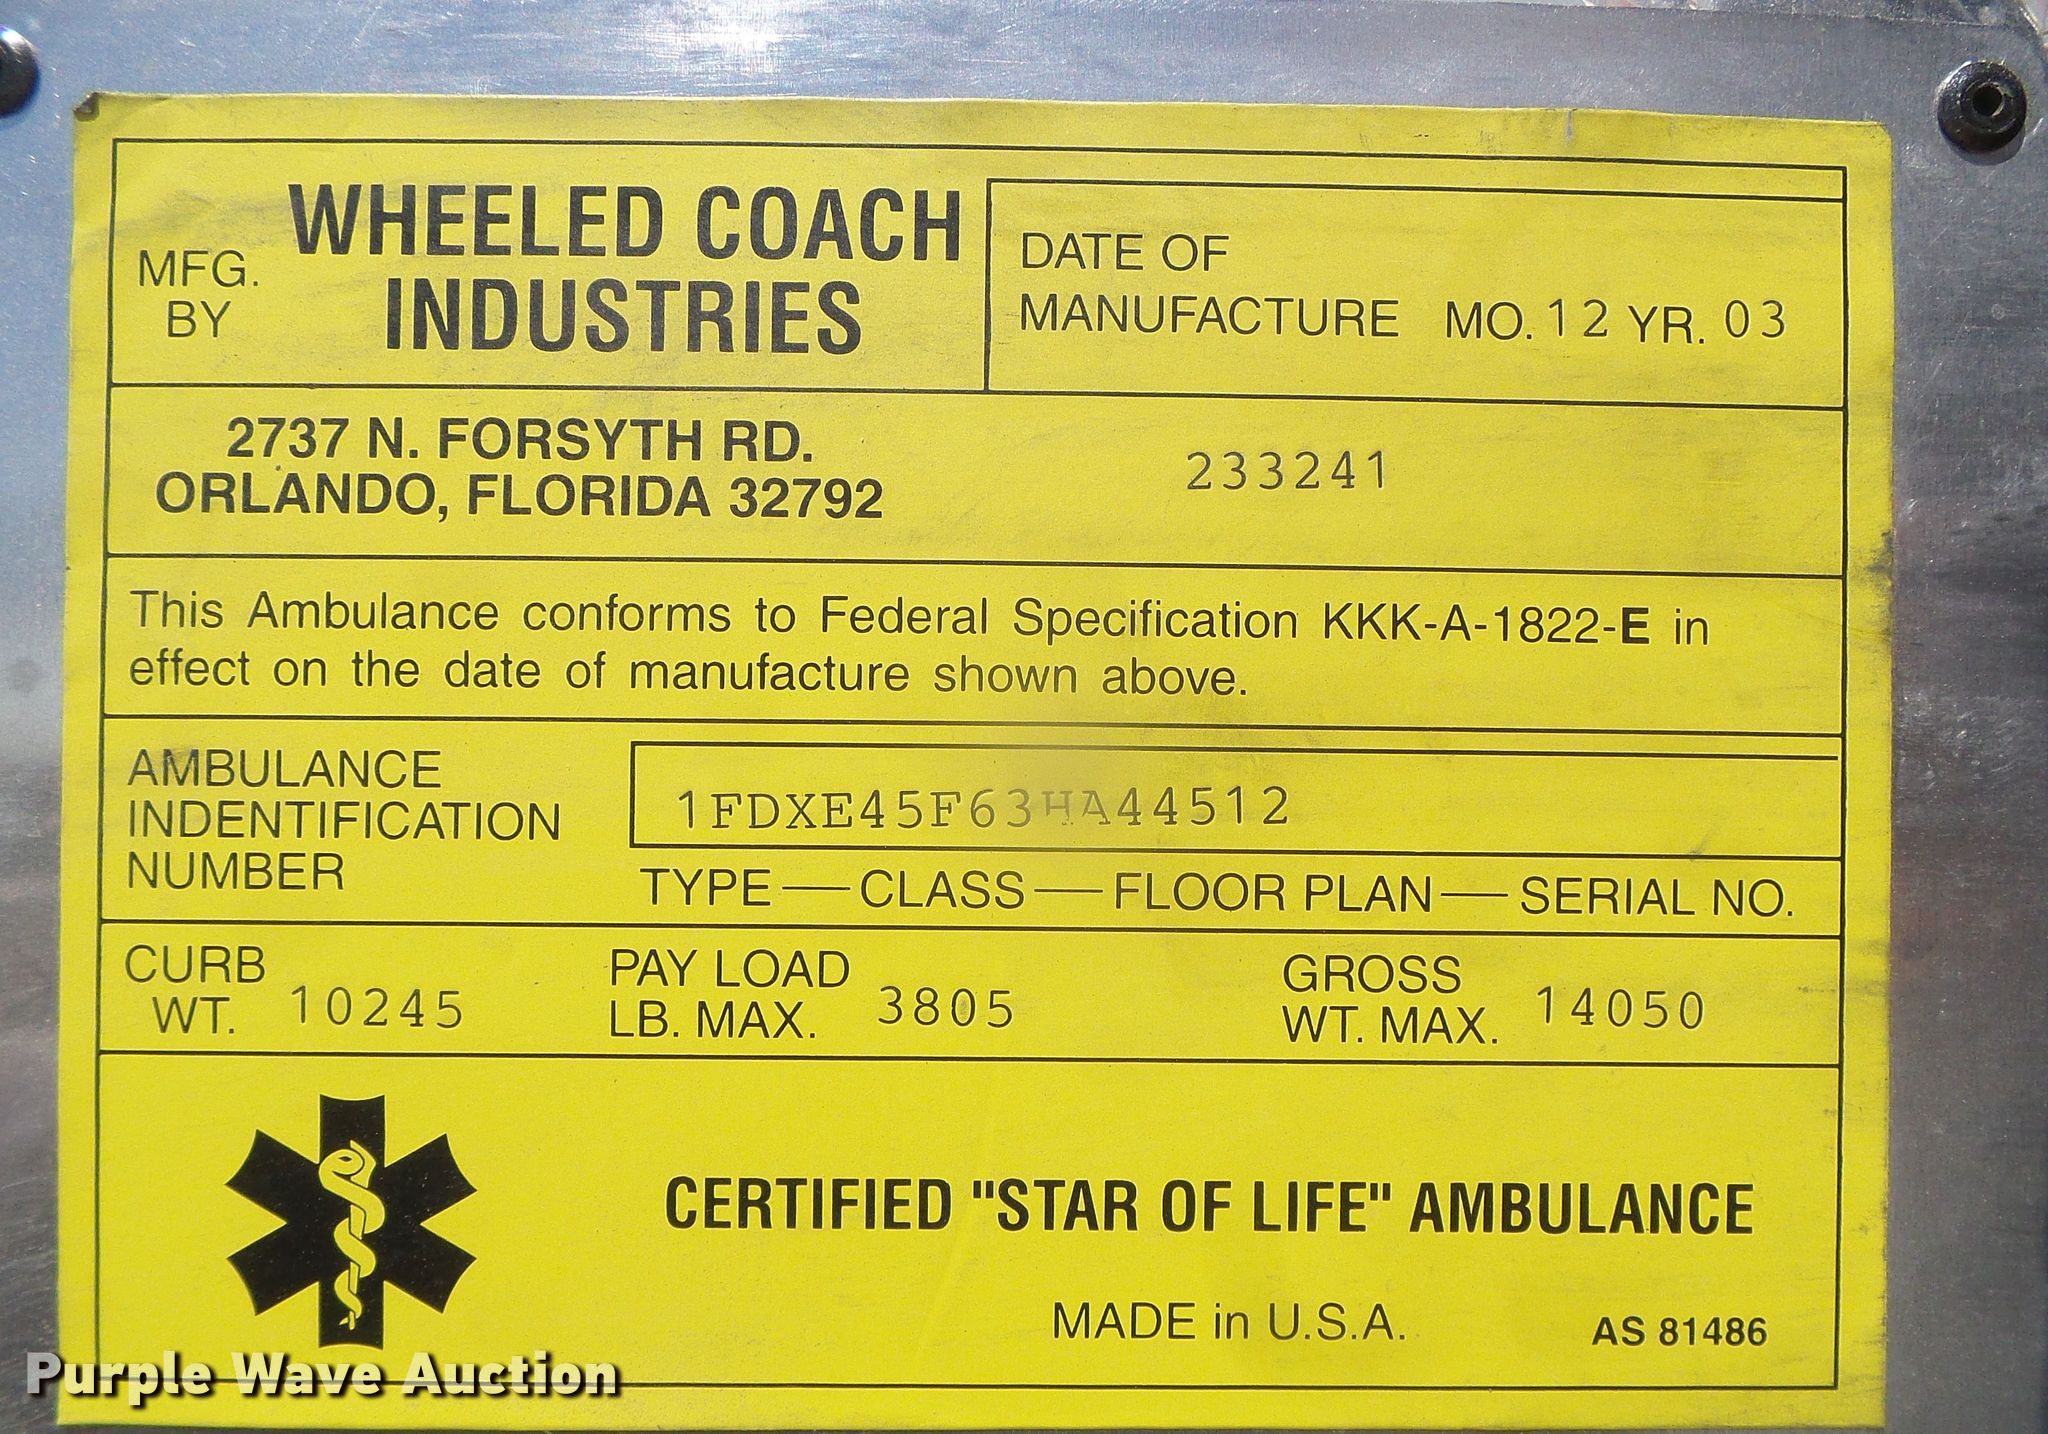 MFG. BY
WHEELED COACH
INDUSTRIES
DATE OF
MANUFACTURE MO. 12 YR. 03
2737 N. FORSYTH RD.
ORLANDO, FLORIDA 32792
233241
This Ambulance conforms to Federal Specification KKK-A-1822-E in
effect on the date of manufacture shown above.
AMBULANCE
INDENTIFICATION
NUMBER
1FDXE45F63HA44512
TYPE — CLASS — FLOOR PLAN — SERIAL NO.
CURB
WT. 10245
PAY LOAD
LB. MAX. 3805
GROSS
WT. MAX. 14050
CERTIFIED "STAR OF LIFE" AMBULANCE
MADE in U.S.A.
AS 81486
Purple Wave Auction